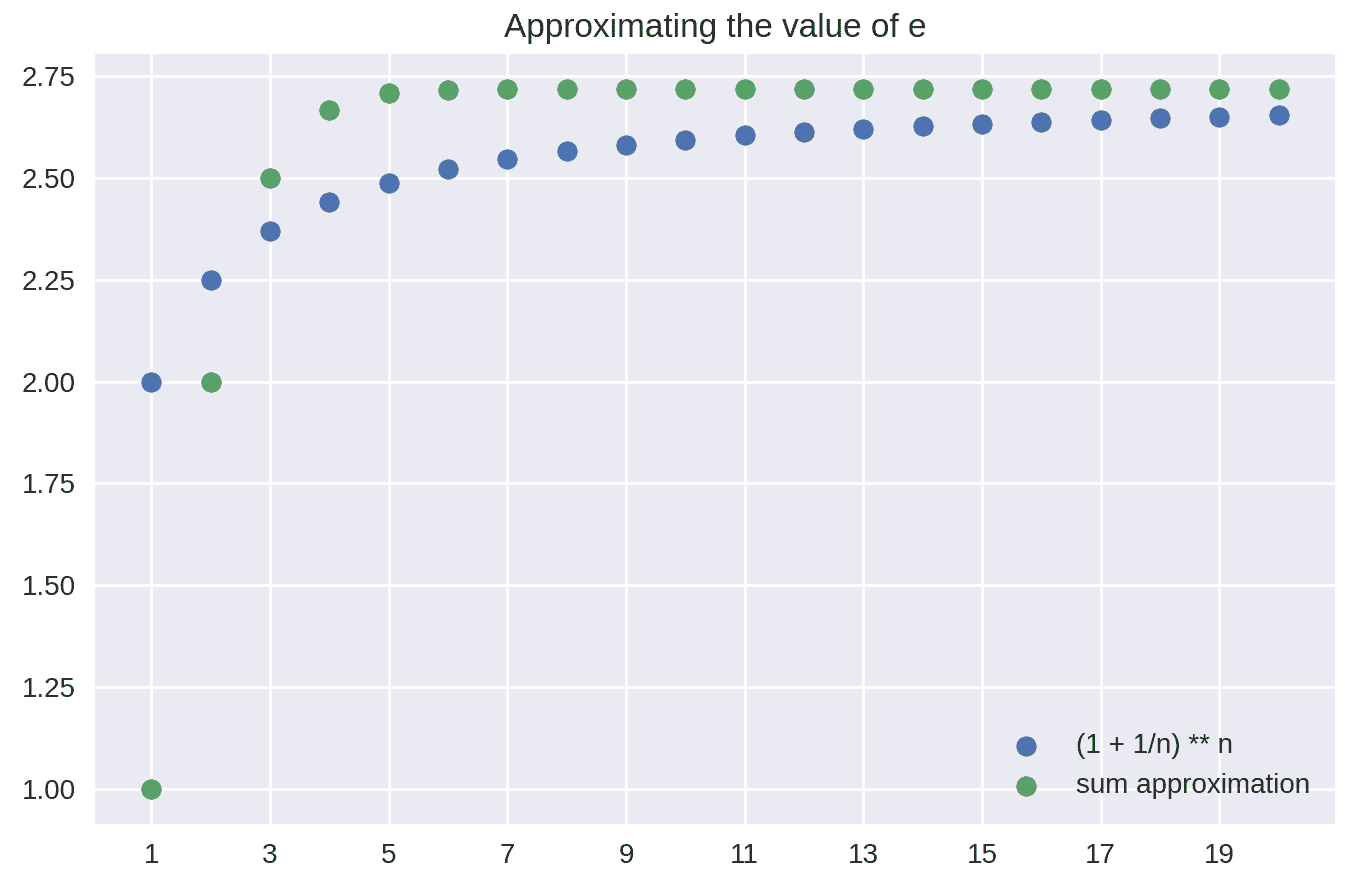 Approximating the value of e
2.75
2.50
2.25
2.00
1.75
1.50
1.25
1.00
(1 + 1/n) ** n
sum approximation
1 3 5 7 9 11 13 15 17 19